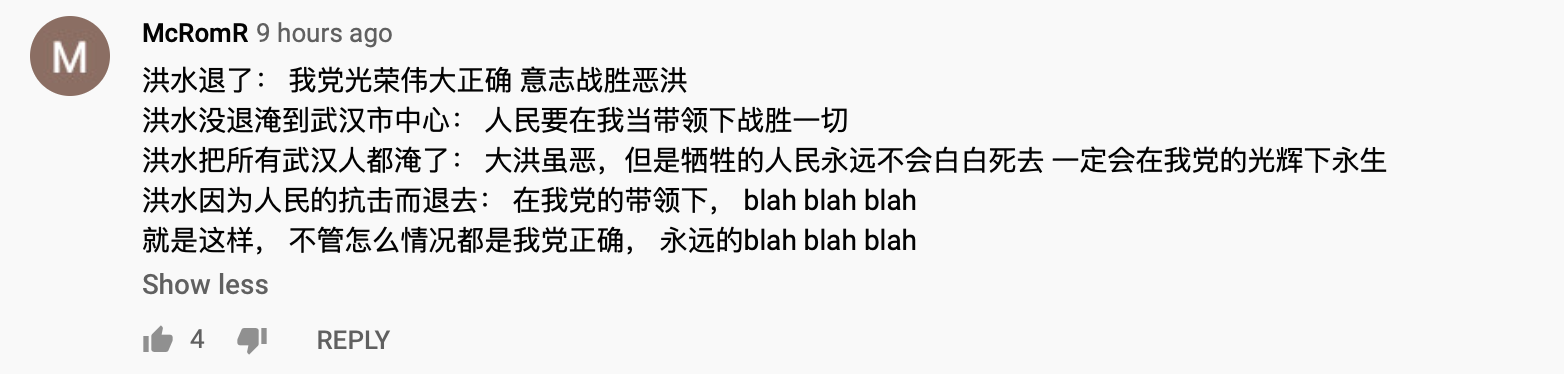 M
McRomR 9 hours ago
洪水退了： 我党光荣伟大正确 意志战胜恶洪
洪水没退淹到武汉市中心： 人民要在我当带领下战胜一切
洪水把所有武汉人都淹了： 大洪虽恶，但是牺牲的人民永远不会白白死去 一定会在我党的光辉下永生
洪水因为人民的抗击而退去： 在我党的带领下， blah blah blah
就是这样， 不管怎么情况都是我党正确， 永远的blah blah blah
Show less
4 REPLY